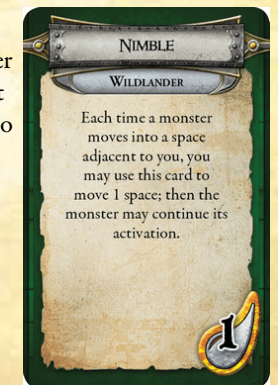 er
t
o
NIMBLE
WILDLANDER
Each time a monster
moves into a space
adjacent to you, you
may use this card to
move 1 space; then the
monster may continue its
activation.
1